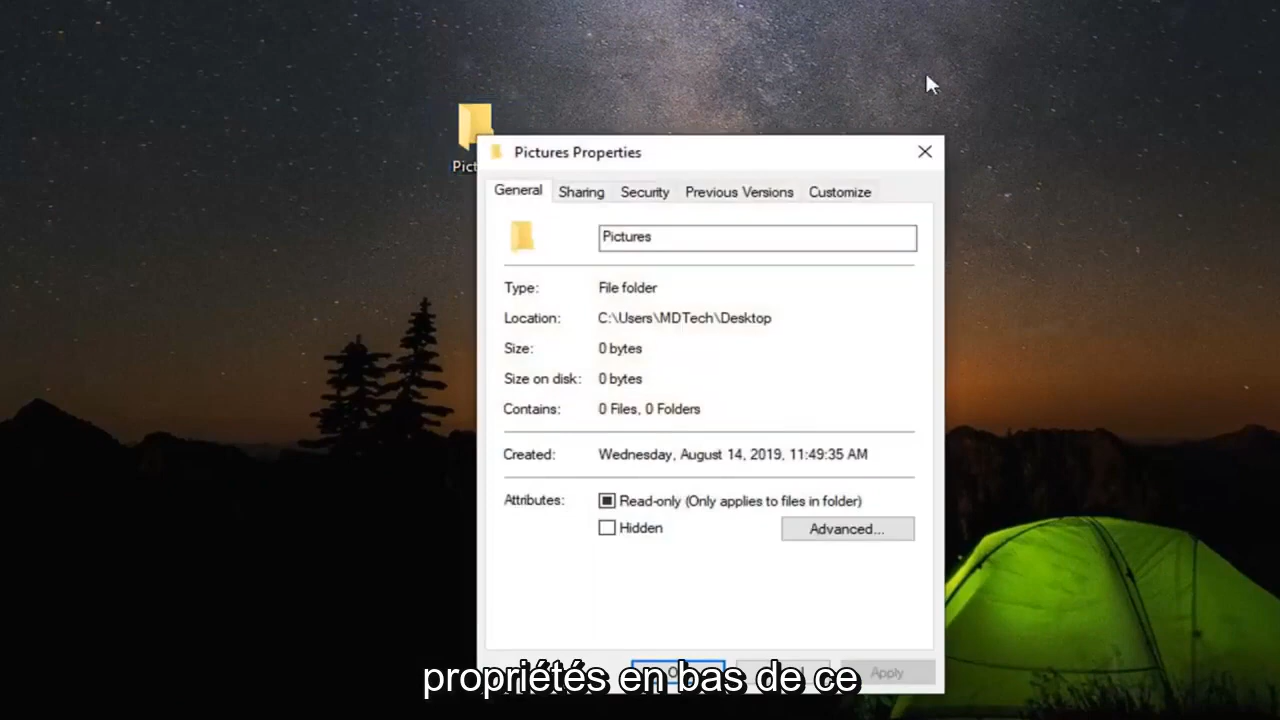 Pictures Properties
General Sharing Security Previous Versions Customize
Pictures
Type: File folder
Location: C:\Users\MDTech\Desktop
Size: 0 bytes
Size on disk: 0 bytes
Contains: 0 Files, 0 Folders
Created: Wednesday, August 14, 2019, 11:49:35 AM
Attributes: Read-only (Only applies to files in folder)
Hidden Advanced...
Apply
propriétés en bas de ce